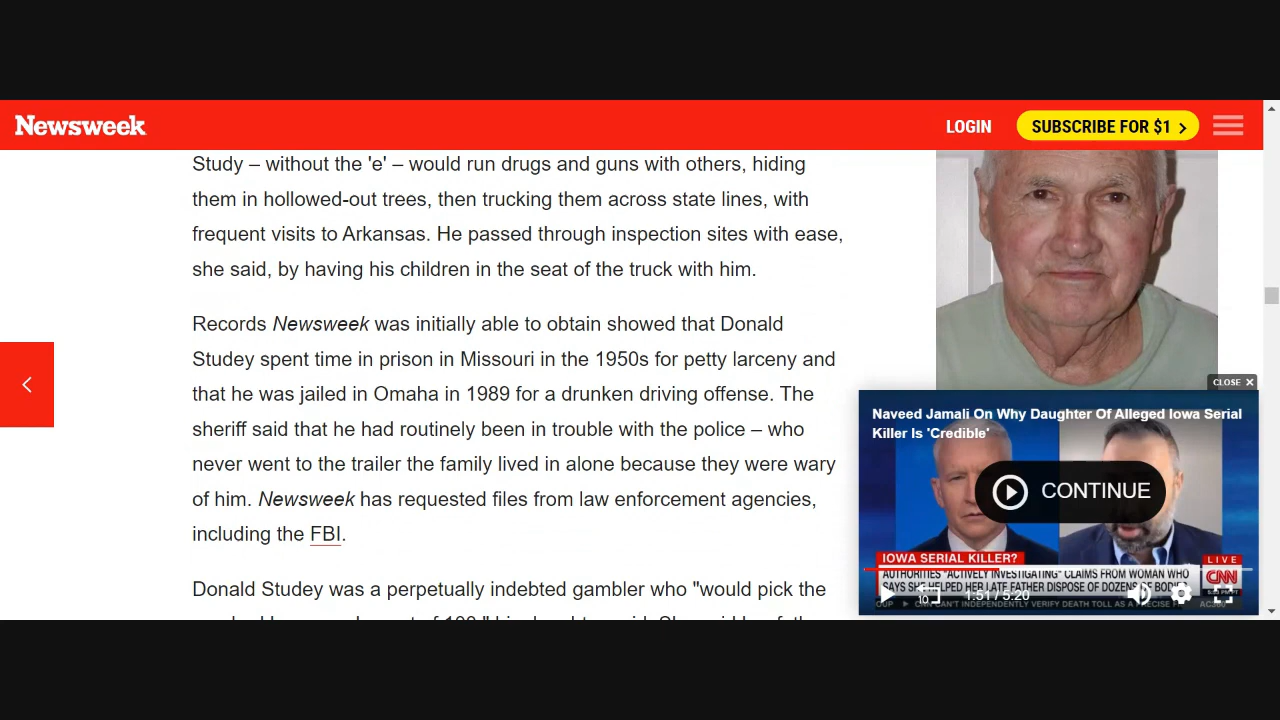 Newsweek
LOGIN
SUBSCRIBE FOR $1
Study – without the 'e' – would run drugs and guns with others, hiding
them in hollowed-out trees, then trucking them across state lines, with
frequent visits to Arkansas. He passed through inspection sites with ease,
she said, by having his children in the seat of the truck with him.
Records Newsweek was initially able to obtain showed that Donald
Studey spent time in prison in Missouri in the 1950s for petty larceny and
that he was jailed in Omaha in 1989 for a drunken driving offense. The
sheriff said that he had routinely been in trouble with the police – who
never went to the trailer the family lived in alone because they were wary
of him. Newsweek has requested files from law enforcement agencies,
including the FBI.
Donald Studey was a perpetually indebted gambler who "would pick the
CLOSE
Naveed Jamali On Why Daughter Of Alleged Iowa Serial
Killer Is 'Credible'
CONTINUE
IOWA SERIAL KILLER?
LIVE
AUTHORITIES "ACTIVELY INVESTIGATING" CLAIMS FROM WOMAN WHO
SAYS SHE HELPED HER LATE FATHER DISPOSE OF DOZENS OF BODIES
CNN
10
1:51 / 5:20
CAN'T INDEPENDENTLY VERIFY DEATH TOLL AS A PRECISE
AC360